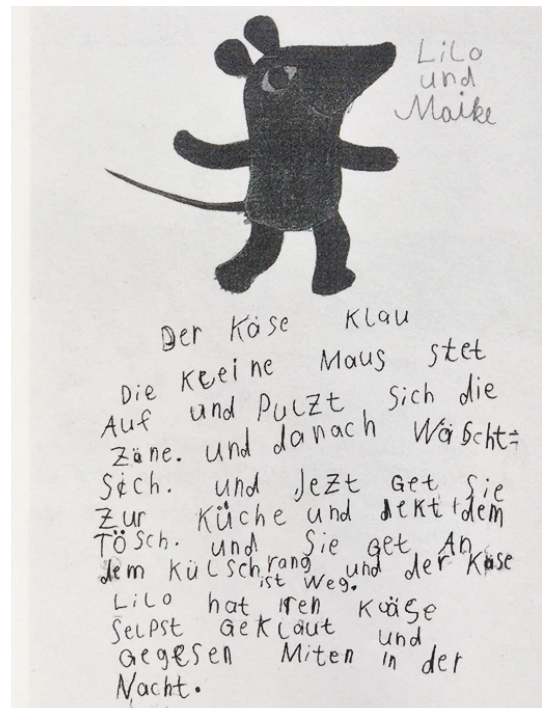 Lilo
und
Maike
Der Käse Klau
Die kleine Maus stet
Auf und Putzt Sich die
Zäne. und danach Wäscht=
Sich. und Jezt Get Sie
Zur Küche und dekt dem
Tösch. und Sie get An
dem Külschrang und der Käse
ist Weg.
Lilo hat iren Käse
Selpst Geklaut und
Gegesen Miten in der
Nacht.